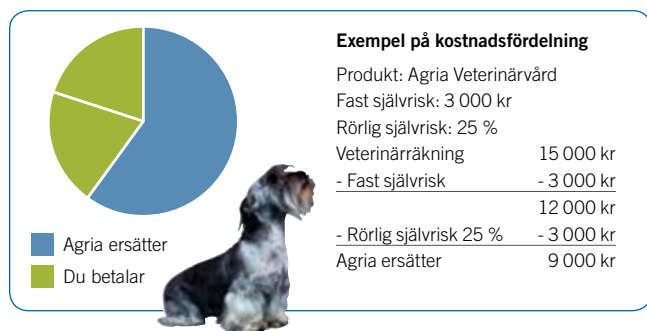 Exempel på kostnadsfördelning
Produkt: Agria Veterinärvård
Fast självrisk: 3 000 kr
Rörlig självrisk: 25 %
Veterinärräkning 15 000 kr
- Fast självrisk - 3 000 kr
12 000 kr
- Rörlig självrisk 25 % - 3 000 kr
Agria ersätter 9 000 kr
Agria ersätter
Du betalar